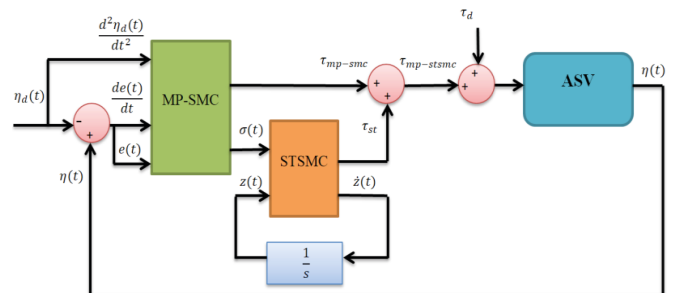 d²η_d(t)/dt²
η_d(t)
de(t)/dt
e(t)
-
+
η(t)
MP-SMC
σ(t)
z(t)
STSMC
ż(t)
1/s
τ_mp-smc
+
+
τ_st
τ_mp-stsmc
τ_d
+
+
ASV
η(t)